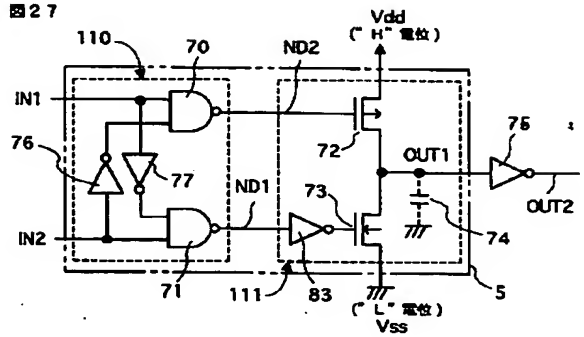 図27
Vdd
("H"電位)
110
70
ND2
IN1
76
77
72
OUT1
75
ND1
73
OUT2
IN2
74
71
83
111
5
("L"電位)
Vss